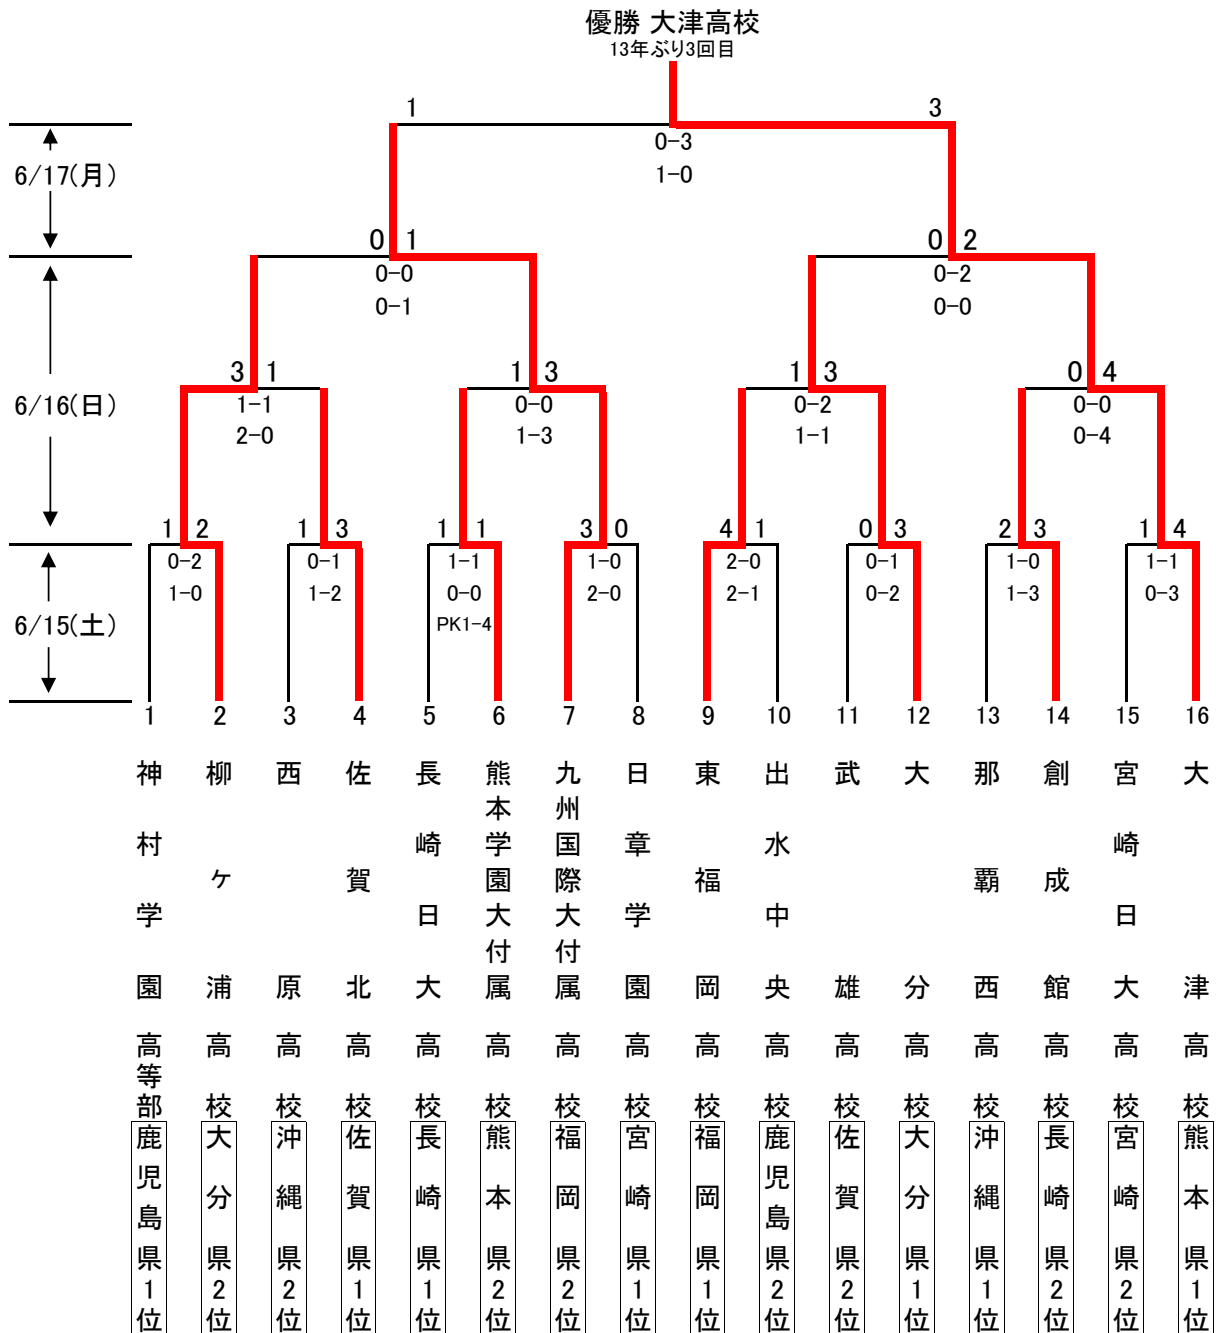 優勝 大津高校
13年ぶり3回目
1 3
0-3
1-0
6/17(月)
0 1 0 2
0-0 0-2
0-1 0-0
3 1 1 3 1 3 0 4
6/16(日)
1-1 0-0 0-2 0-0
2-0 1-3 1-1 0-4
1 2 1 3 1 1 3 0 4 1 0 3 2 3 1 4
0-2 0-1 1-1 1-0 2-0 0-1 1-0 1-1
1-0 1-2 0-0 2-0 2-1 0-2 1-3 0-3
6/15(土)
PK1-4
1 2 3 4 5 6 7 8 9 10 11 12 13 14 15 16
神村学園高等部
柳ヶ浦高校
西原高校
佐賀北高校
長崎日大高校
熊本学園大付属高校
九州国際大付属高校
日章学園高校
東福岡高校
出水中央高校
武雄高校
大分高校
那覇西高校
創成館高校
宮崎日大高校
大津高校
鹿児島県1位
大分県2位
沖縄県2位
佐賀県1位
長崎県1位
熊本県2位
福岡県2位
宮崎県1位
福岡県1位
鹿児島県2位
佐賀県2位
大分県1位
沖縄県1位
長崎県2位
宮崎県2位
熊本県1位